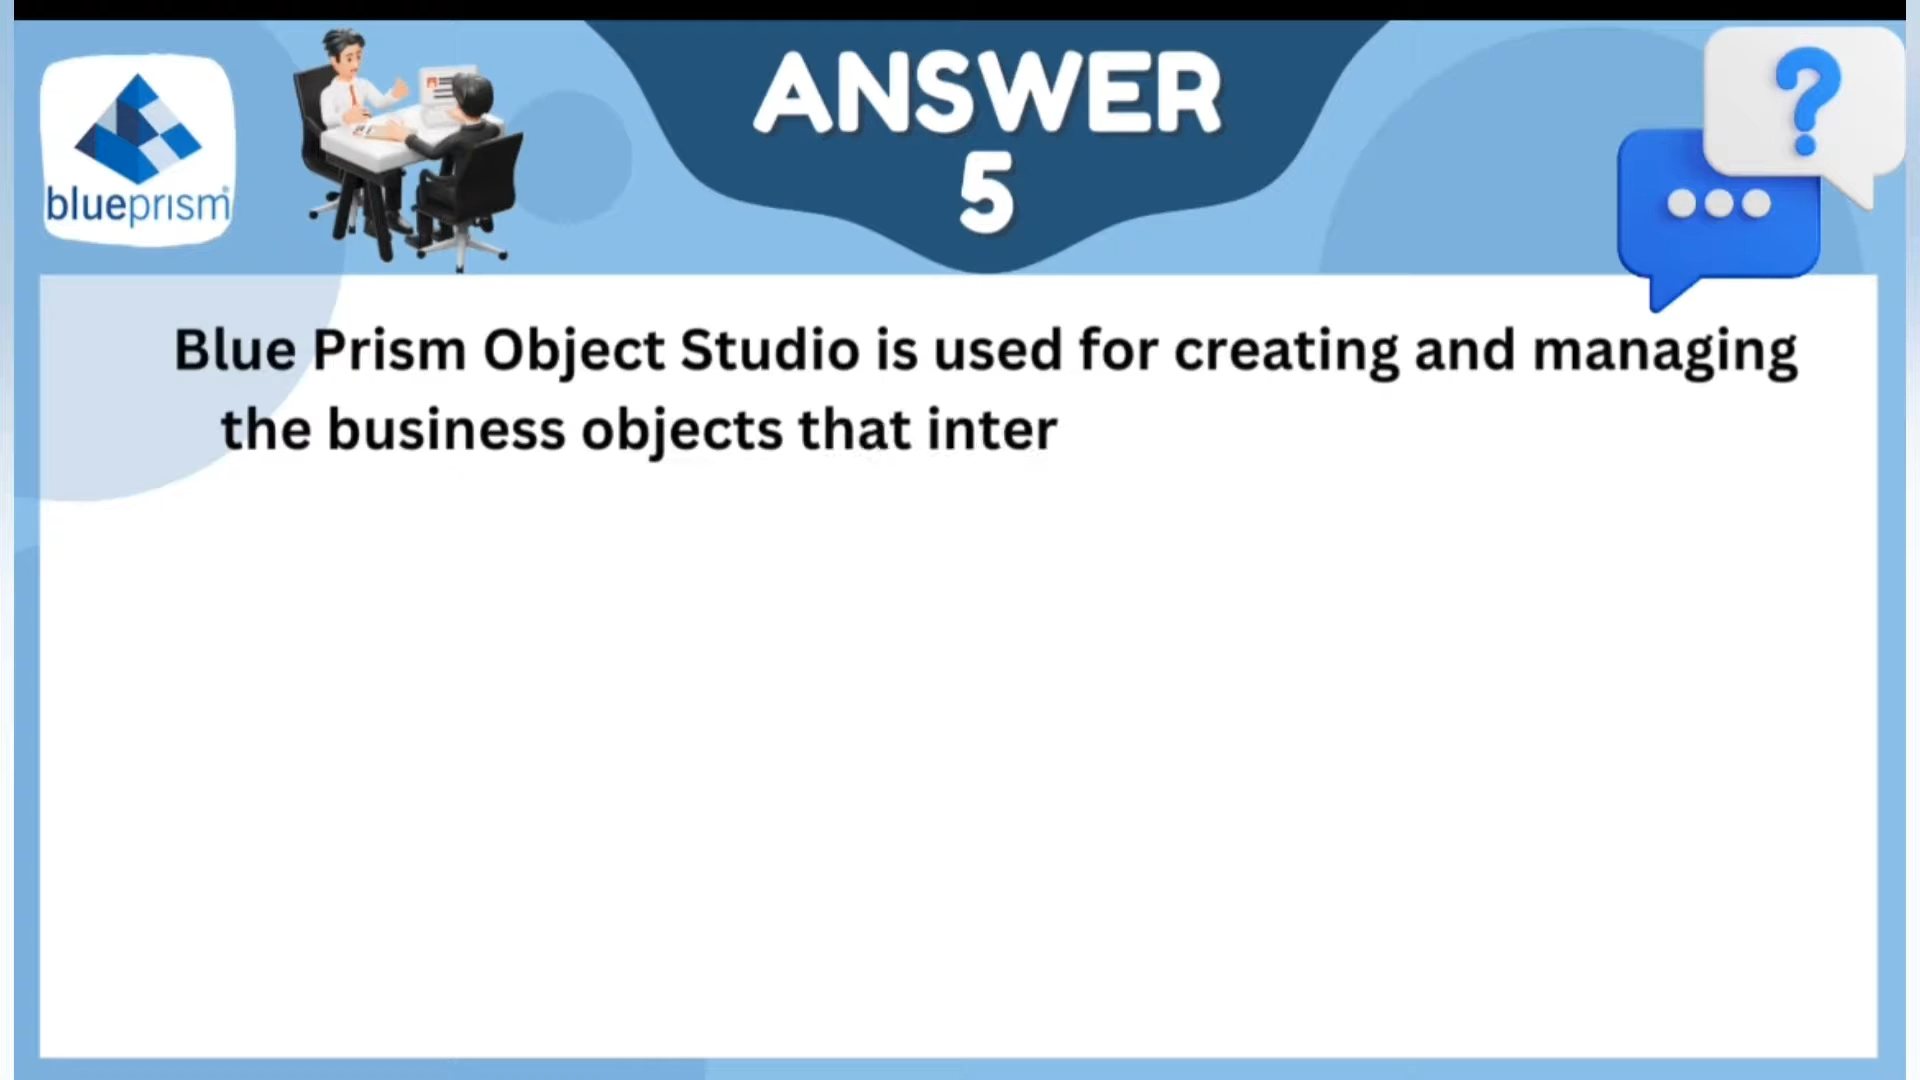 blueprism
ANSWER
5
Blue Prism Object Studio is used for creating and managing
the business objects that inter